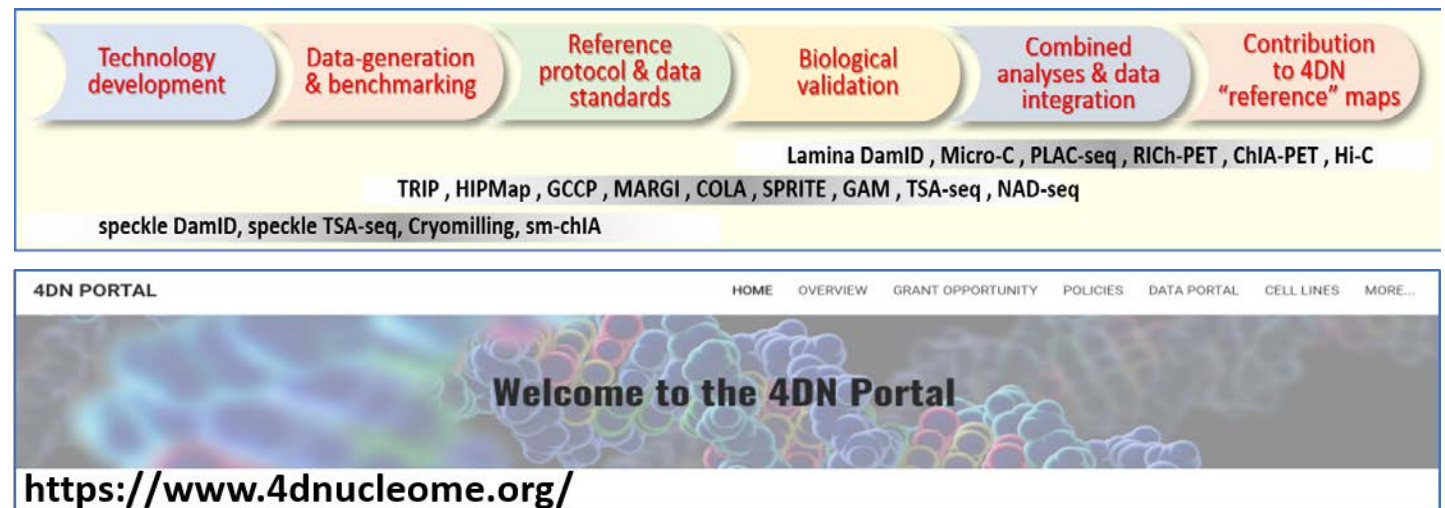 Technology
development
Data-generation
& benchmarking
Reference
protocol & data
standards
Biological
validation
Combined
analyses & data
integration
Contribution
to 4DN
“reference” maps
Lamina DamID , Micro-C , PLAC-seq , RICh-PET , ChIA-PET , Hi-C
TRIP , HIPMap , GCCP , MARGI , COLA , SPRITE , GAM , TSA-seq , NAD-seq
speckle DamID, speckle TSA-seq, Cryomilling, sm-chIA
4DN PORTAL HOME OVERVIEW GRANT OPPORTUNITY POLICIES DATA PORTAL CELL LINES MORE...
Welcome to the 4DN Portal
https://www.4dnucleome.org/